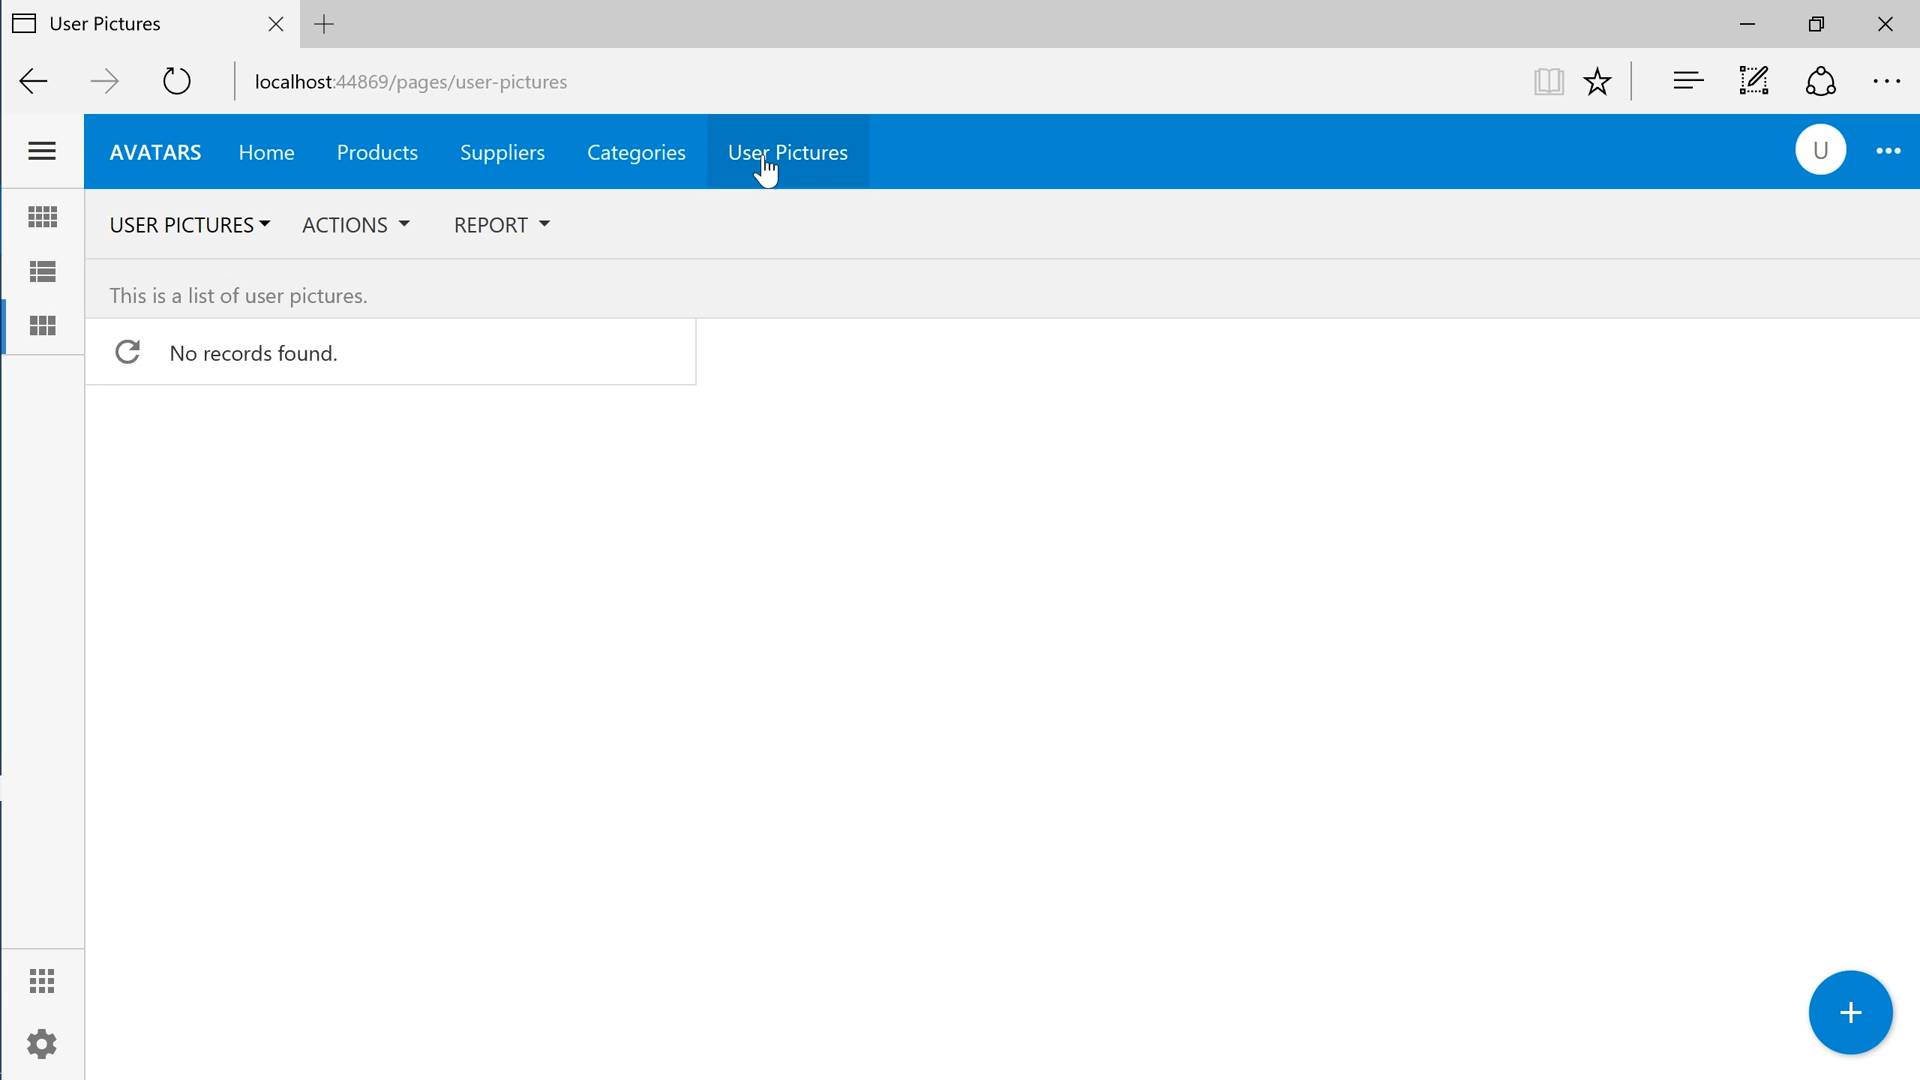 User Pictures
localhost:44869/pages/user-pictures
AVATARS Home Products Suppliers Categories User Pictures U
USER PICTURES ACTIONS REPORT
This is a list of user pictures.
No records found.